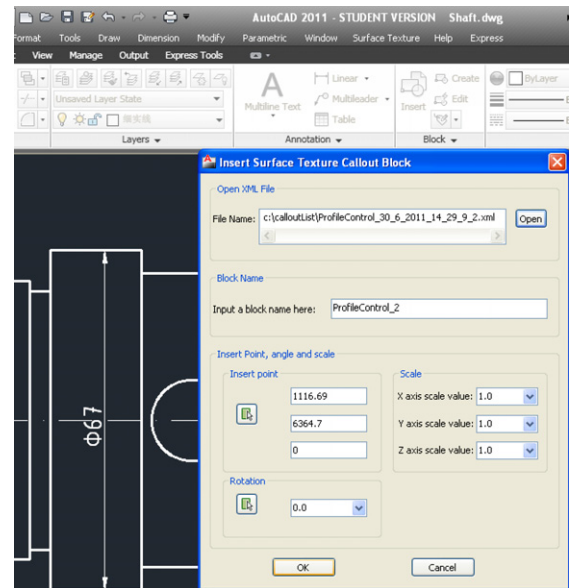 AutoCAD 2011 - STUDENT VERSION Shaft.dwg
Format Tools Draw Dimension Modify Parametric Window Surface Texture Help Express
View Manage Output Express Tools
Unsaved Layer State
Layers
A
Multiline Text
Linear
Multileader
Table
Annotation
Insert
Create
Edit
Block
ByLayer
Insert Surface Texture Callout Block
Open XML File
File Name: c:\calloutList\ProfileControl_30_6_2011_14_29_9_2.xml Open
Block Name
Input a block name here: ProfileControl_2
Insert Point, angle and scale
Insert point
1116.69
6364.7
0
Scale
X axis scale value: 1.0
Y axis scale value: 1.0
Z axis scale value: 1.0
Rotation
0.0
OK Cancel
Φ67